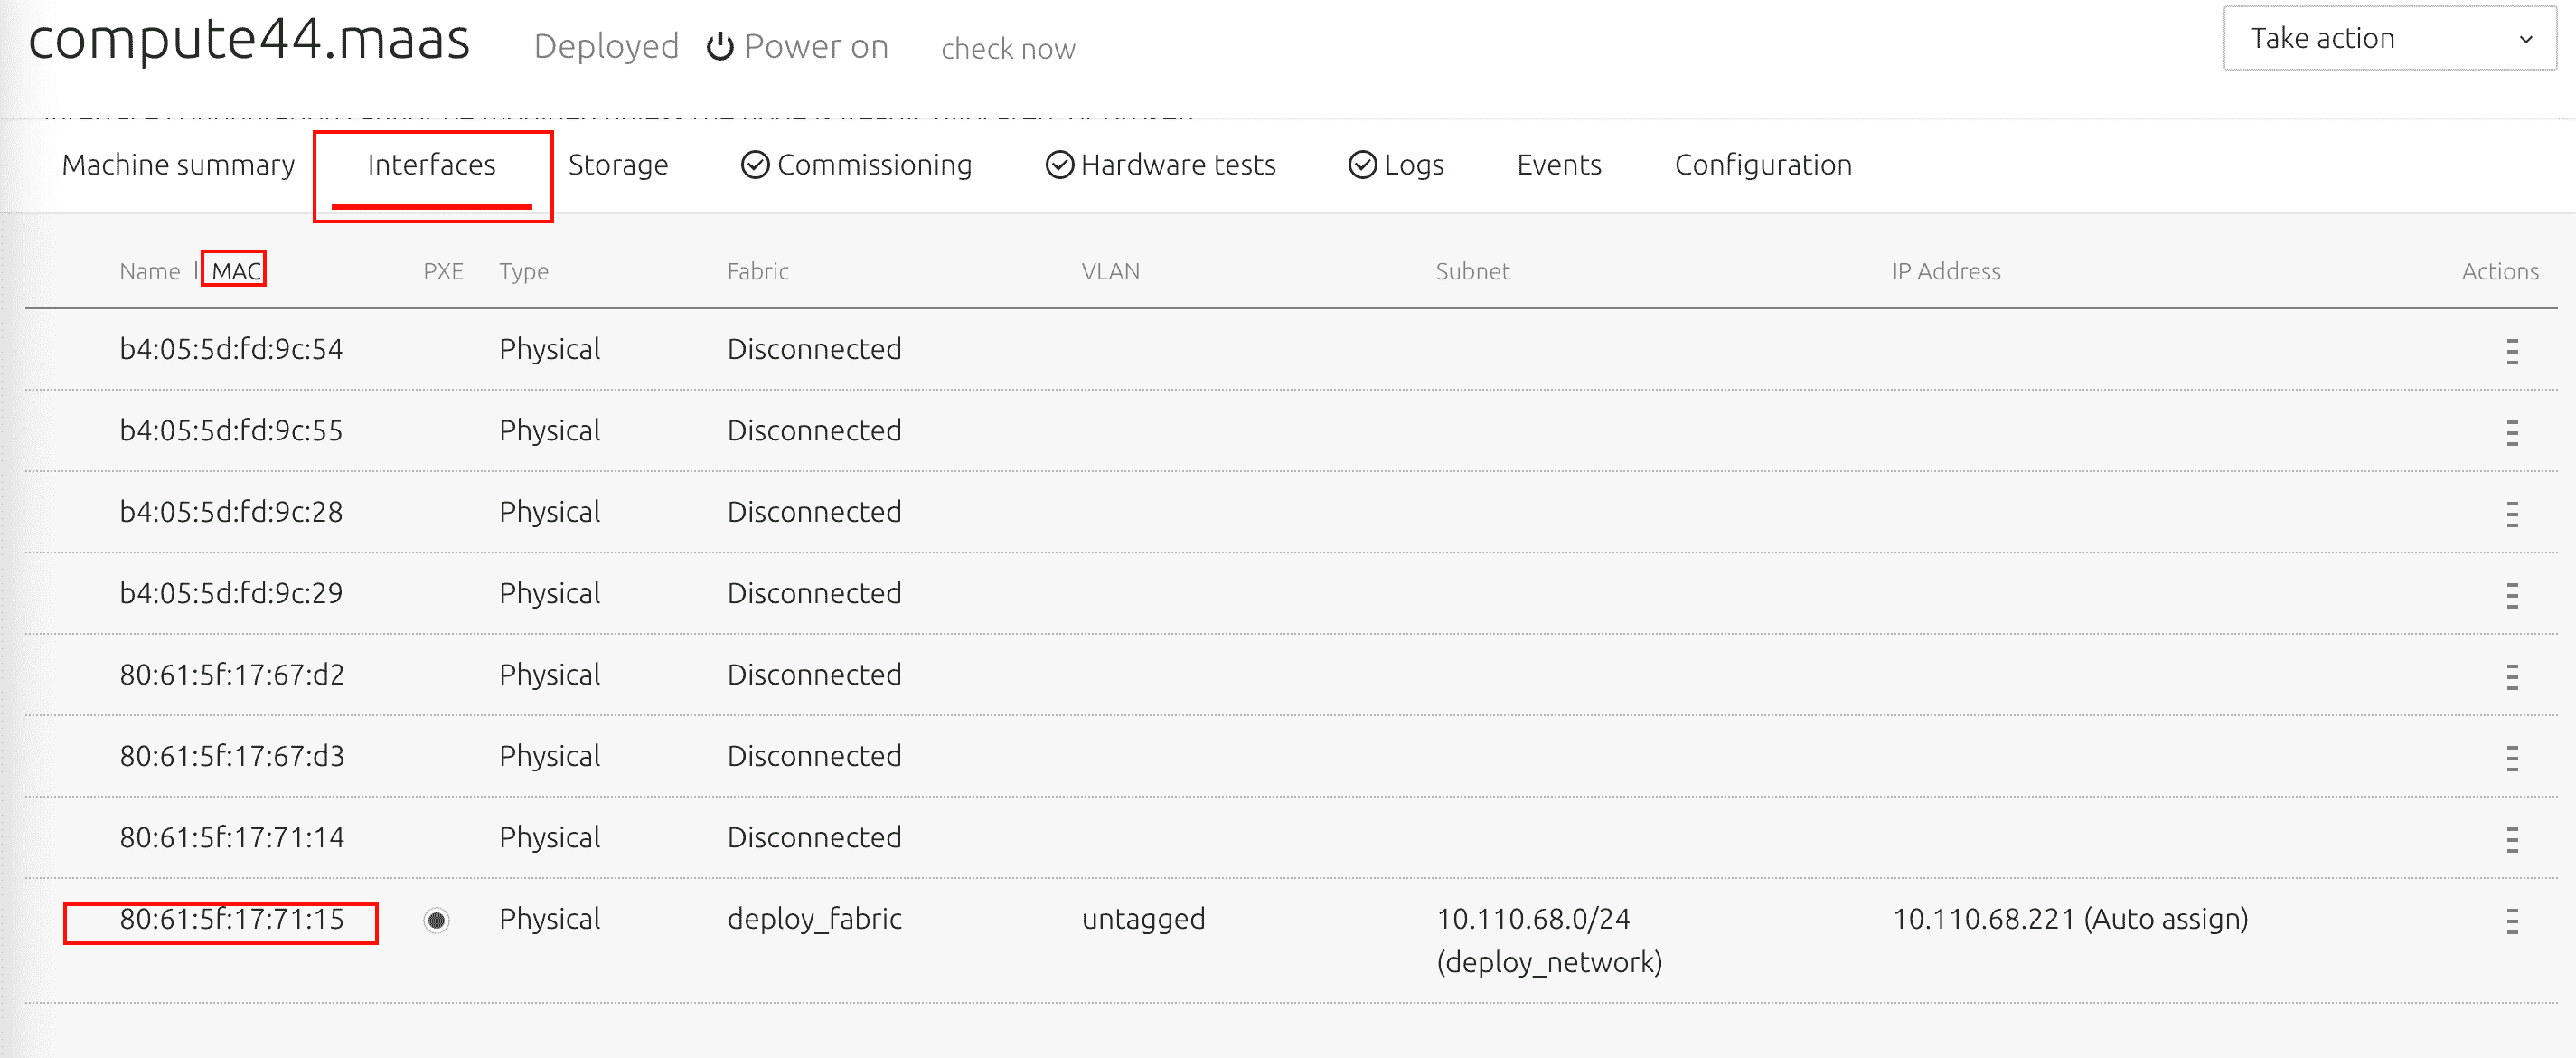 compute44.maas Deployed Power on check now Take action
Machine summary Interfaces Storage Commissioning Hardware tests Logs Events Configuration
Name | MAC PXE Type Fabric VLAN Subnet IP Address Actions
b4:05:5d:fd:9c:54 Physical Disconnected
b4:05:5d:fd:9c:55 Physical Disconnected
b4:05:5d:fd:9c:28 Physical Disconnected
b4:05:5d:fd:9c:29 Physical Disconnected
80:61:5f:17:67:d2 Physical Disconnected
80:61:5f:17:67:d3 Physical Disconnected
80:61:5f:17:71:14 Physical Disconnected
80:61:5f:17:71:15 Physical deploy_fabric untagged 10.110.68.0/24 10.110.68.221 (Auto assign)
(deploy_network)